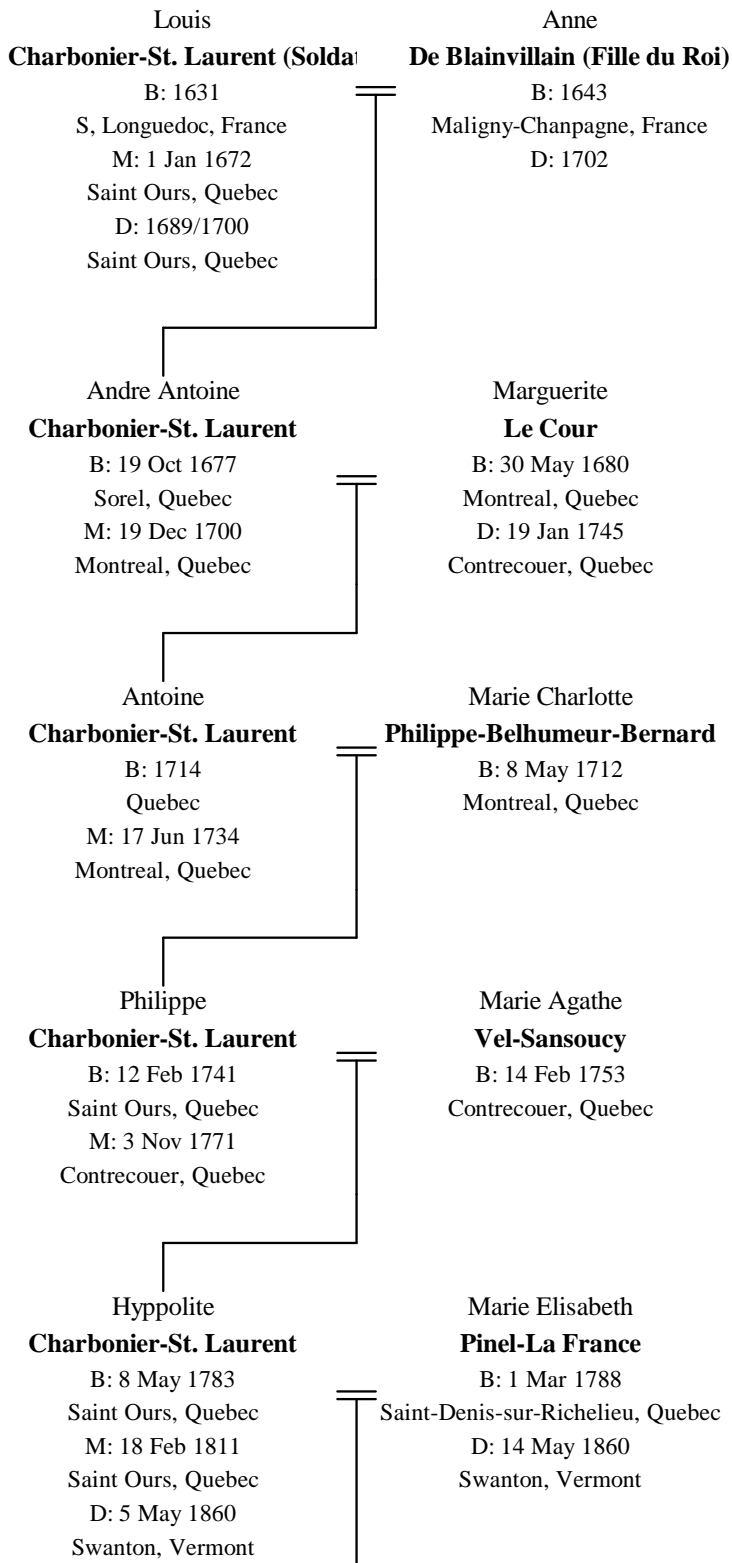 Louis
Charbonier-St. Laurent (Soldat
B: 1631
S, Longuedoc, France
M: 1 Jan 1672
Saint Ours, Quebec
D: 1689/1700
Saint Ours, Quebec
Anne
De Blainvillain (Fille du Roi)
B: 1643
Maligny-Chanpagne, France
D: 1702
Andre Antoine
Charbonier-St. Laurent
B: 19 Oct 1677
Sorel, Quebec
M: 19 Dec 1700
Montreal, Quebec
Marguerite
Le Cour
B: 30 May 1680
Montreal, Quebec
D: 19 Jan 1745
Contrecouer, Quebec
Antoine
Charbonier-St. Laurent
B: 1714
Quebec
M: 17 Jun 1734
Montreal, Quebec
Marie Charlotte
Philippe-Belhumeur-Bernard
B: 8 May 1712
Montreal, Quebec
Philippe
Charbonier-St. Laurent
B: 12 Feb 1741
Saint Ours, Quebec
M: 3 Nov 1771
Contrecouer, Quebec
Marie Agathe
Vel-Sansoucy
B: 14 Feb 1753
Contrecouer, Quebec
Hyppolite
Charbonier-St. Laurent
B: 8 May 1783
Saint Ours, Quebec
M: 18 Feb 1811
Saint Ours, Quebec
D: 5 May 1860
Swanton, Vermont
Marie Elisabeth
Pinel-La France
B: 1 Mar 1788
Saint-Denis-sur-Richelieu, Quebec
D: 14 May 1860
Swanton, Vermont